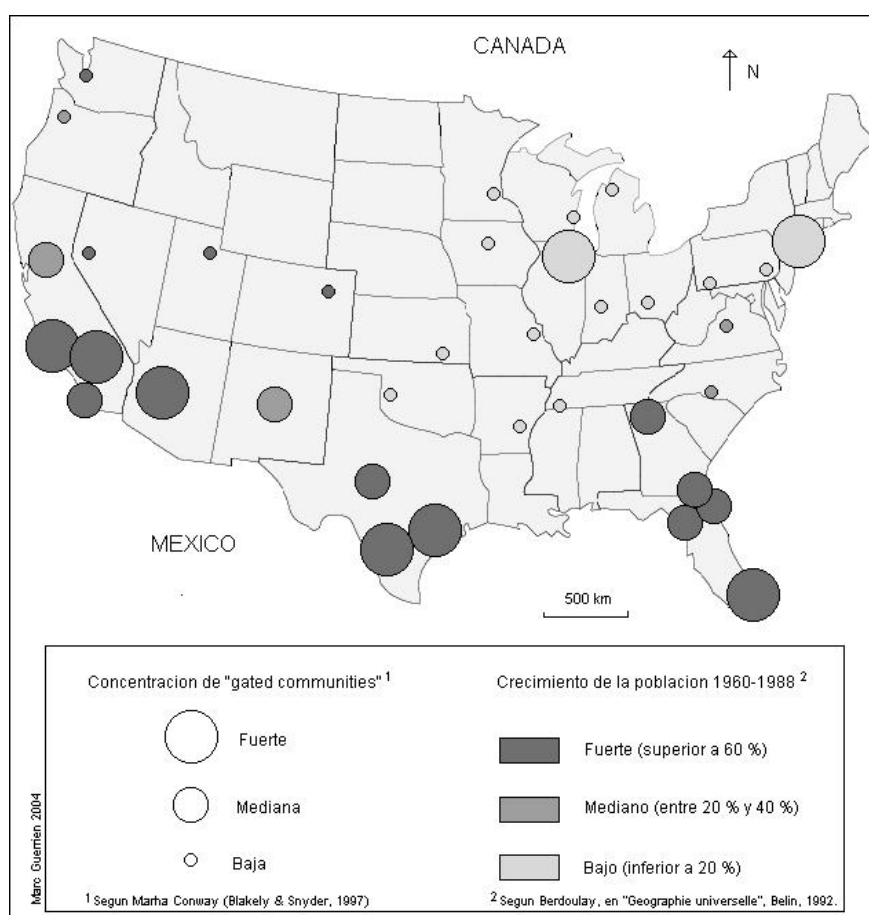 CANADA
N
MEXICO
500 km
Concentracion de "gated communities" 1
Fuerte
Mediana
Baja
1 Segun Marha Conway (Blakely & Snyder, 1997)
Crecimiento de la poblacion 1960-1988 2
Fuerte (superior a 60 %)
Mediano (entre 20 % y 40 %)
Bajo (inferior a 20 %)
2 Segun Berdoulay, en "Geographie universelle", Belin, 1992.
Marc Guerrien 2004